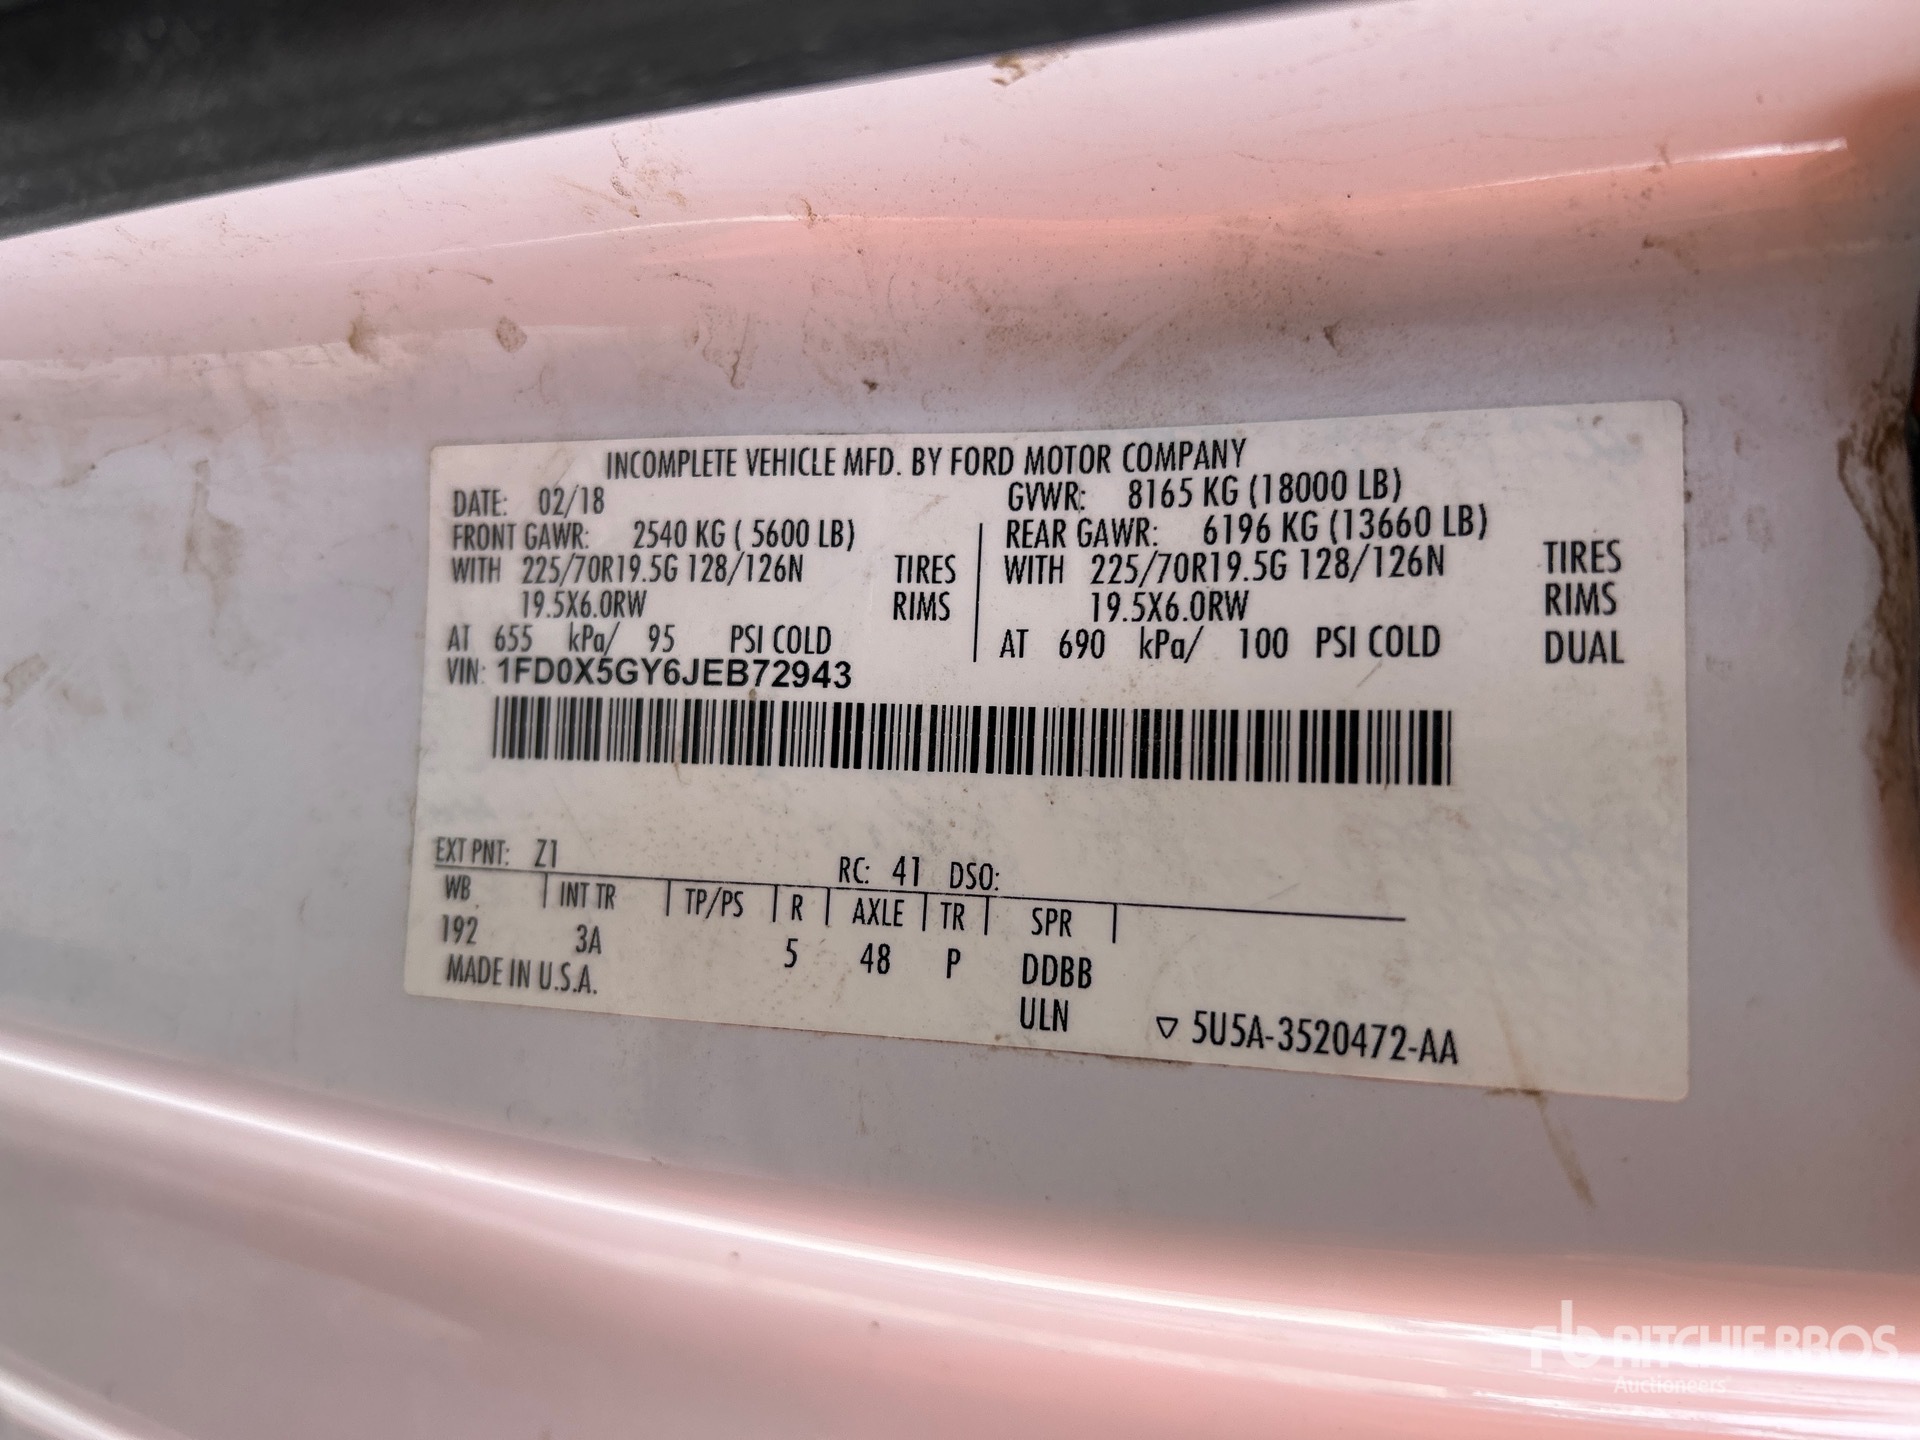 INCOMPLETE VEHICLE MFD. BY FORD MOTOR COMPANY
DATE: 02/18 GVWR: 8165 KG (18000 LB)
FRONT GAWR: 2540 KG ( 5600 LB) REAR GAWR: 6196 KG (13660 LB)
WITH 225/70R19.5G 128/126N TIRES WITH 225/70R19.5G 128/126N TIRES
19.5X6.0RW RIMS 19.5X6.0RW RIMS
AT 655 kPa/ 95 PSI COLD AT 690 kPa/ 100 PSI COLD DUAL
VIN: 1FD0X5GY6JEB72943
EXT PNT: Z1 RC: 41 DSO:
WB INT TR TP/PS R AXLE TR SPR
192 3A 5 48 P DDBB
MADE IN U.S.A. ULN ▽ 5U5A-3520472-AA
rb RITCHIE BROS
Auctioneers